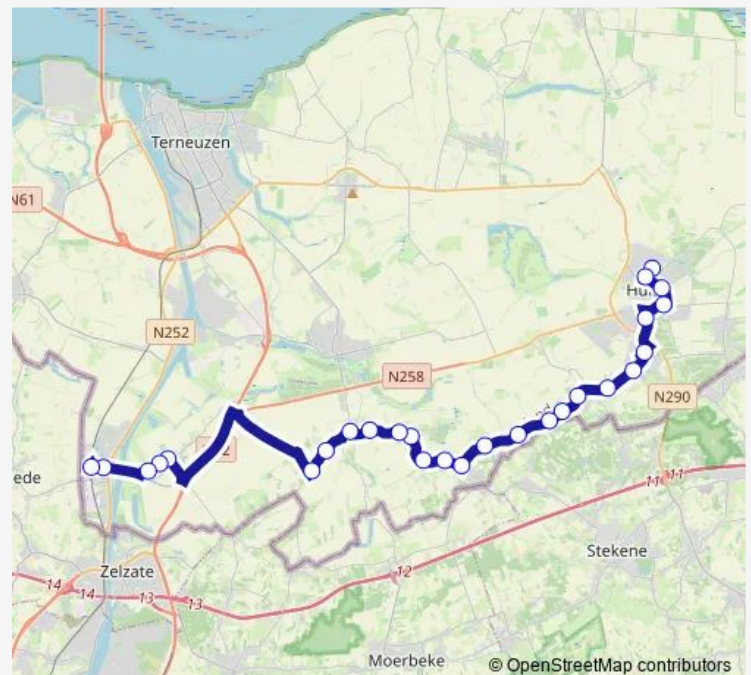 Terneuzen
N61
N252
Hu
N258
N290
ede
11 11
Stekene
Zelzate
12
14
14
13
13
Moerbeke
© OpenStreetMap contributors